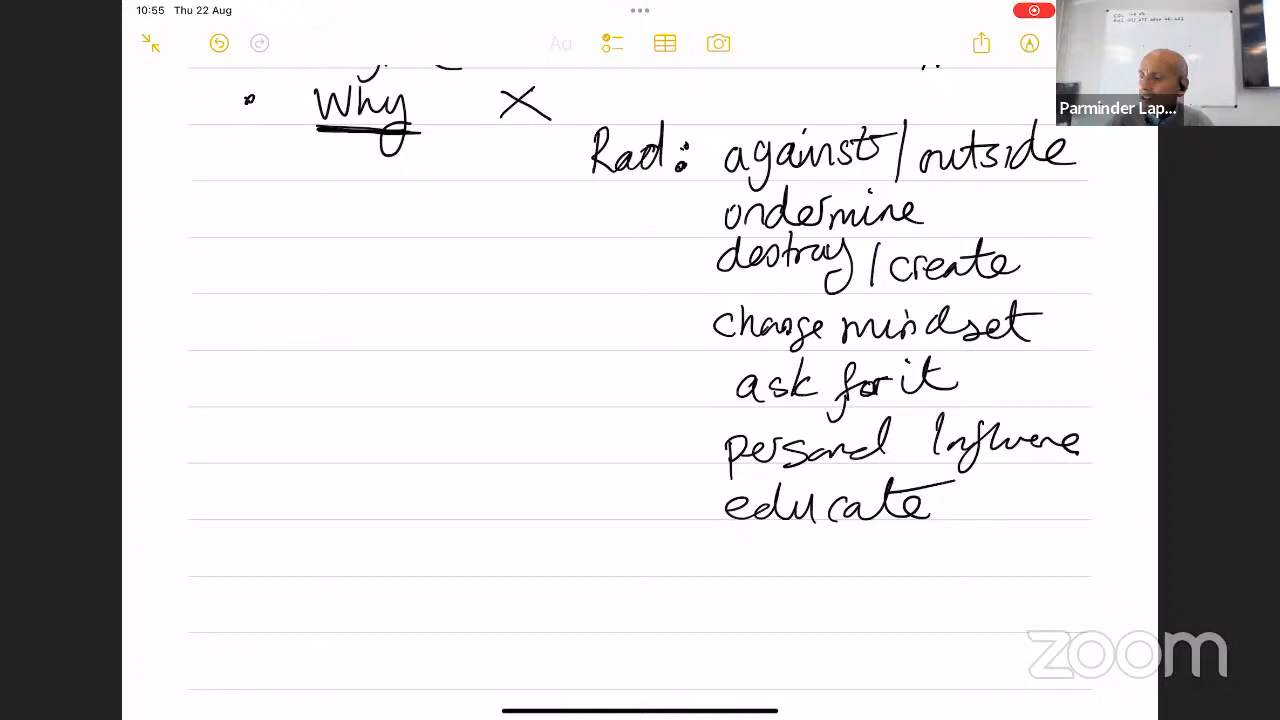 10:55 Thu 22 Aug
Aa
Parminder Lap...
• Why X
Rad: against / outside
undermine
destroy / create
change mindset
ask for it
personal Influence
educate
zoom